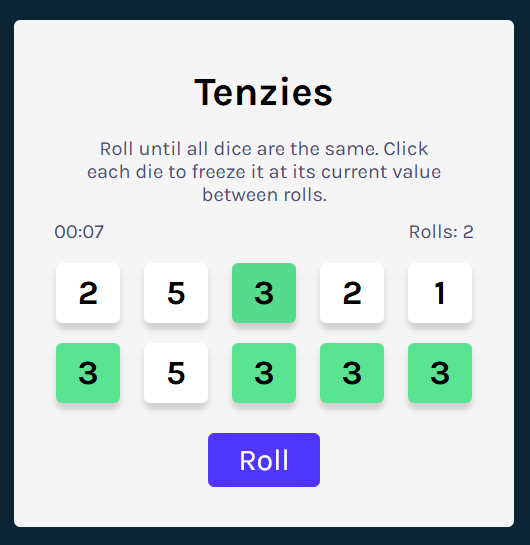 Tenzies
Roll until all dice are the same. Click
each die to freeze it at its current value
between rolls.
00:07 Rolls: 2
2 5 3 2 1
3 5 3 3 3
Roll